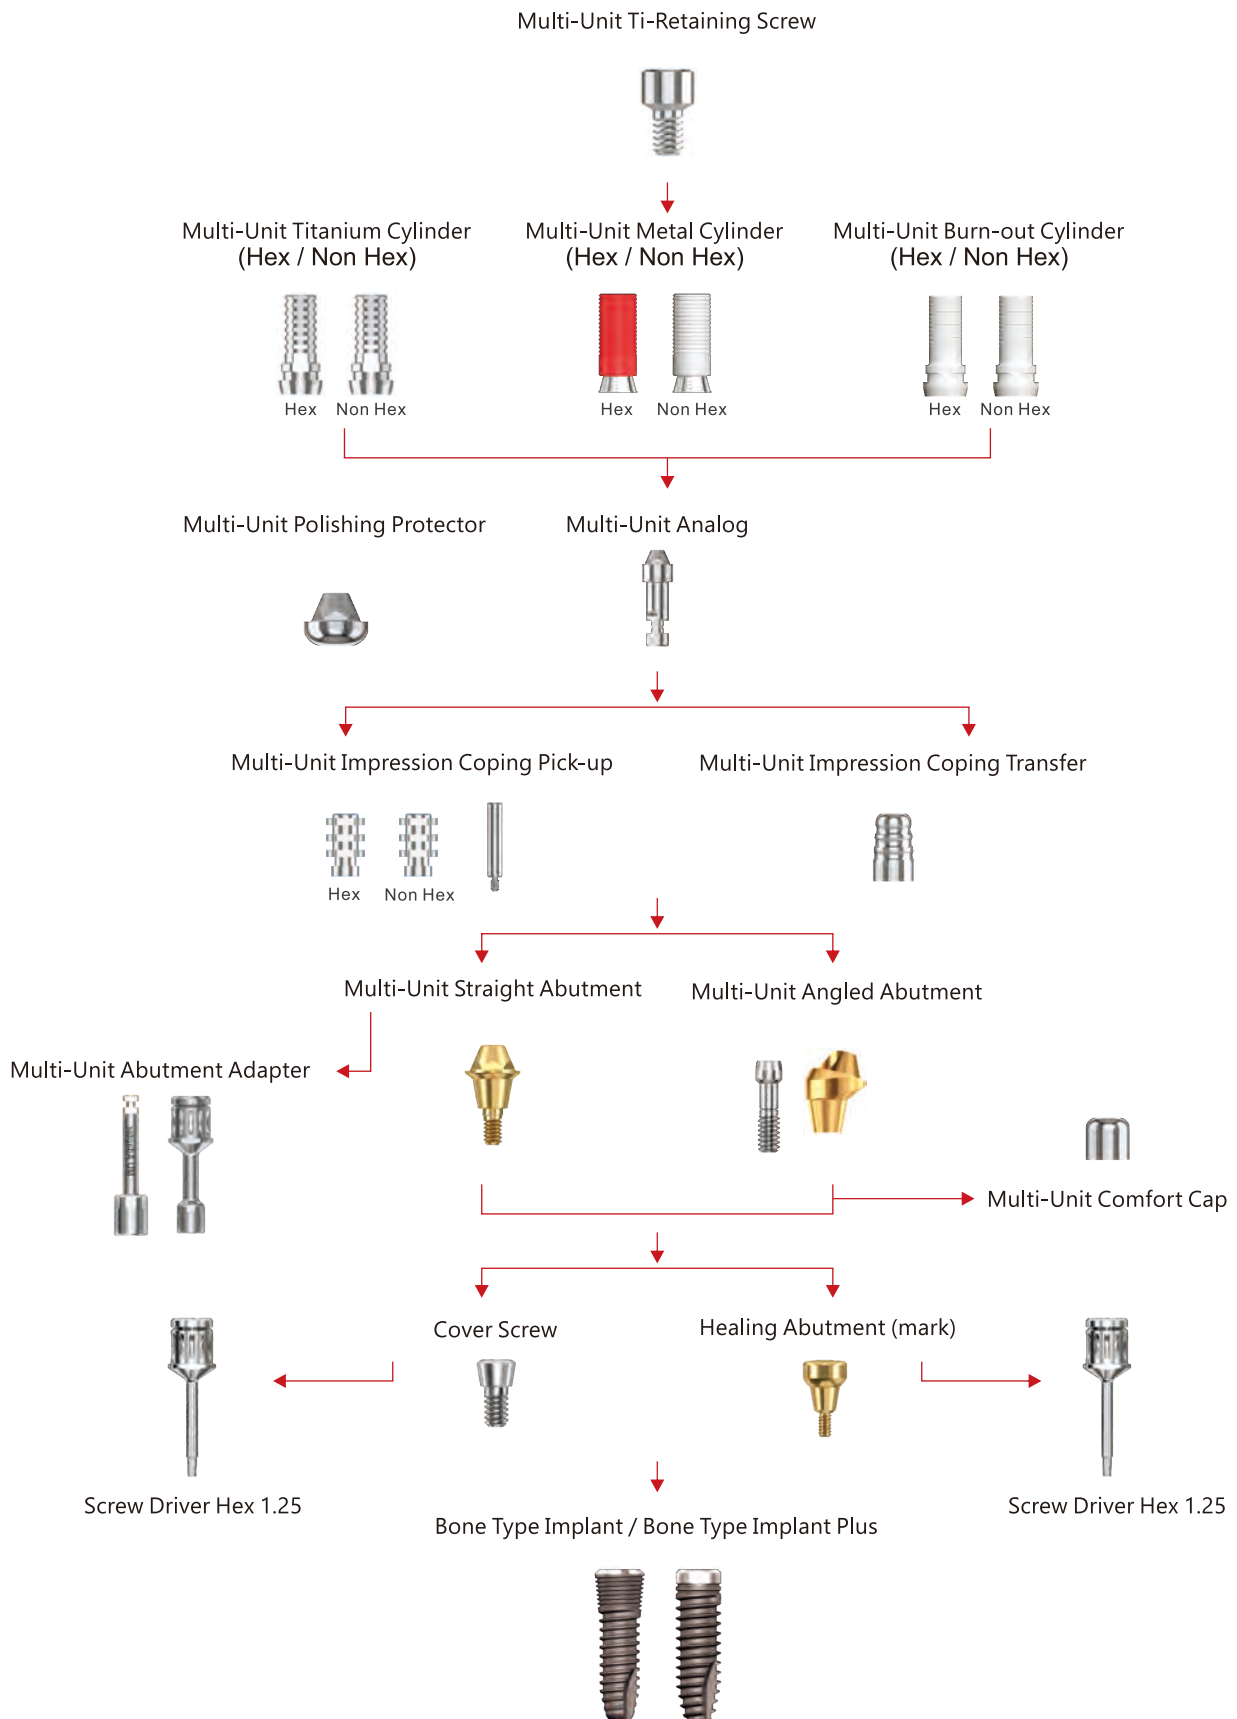 Multi-Unit Ti-Retaining Screw
Multi-Unit Titanium Cylinder
(Hex / Non Hex)
Multi-Unit Metal Cylinder
(Hex / Non Hex)
Multi-Unit Burn-out Cylinder
(Hex / Non Hex)
Hex
Non Hex
Hex
Non Hex
Hex
Non Hex
Multi-Unit Polishing Protector
Multi-Unit Analog
Multi-Unit Impression Coping Pick-up
Multi-Unit Impression Coping Transfer
Hex
Non Hex
Multi-Unit Straight Abutment
Multi-Unit Angled Abutment
Multi-Unit Abutment Adapter
Multi-Unit Comfort Cap
Cover Screw
Healing Abutment (mark)
Screw Driver Hex 1.25
Screw Driver Hex 1.25
Bone Type Implant / Bone Type Implant Plus